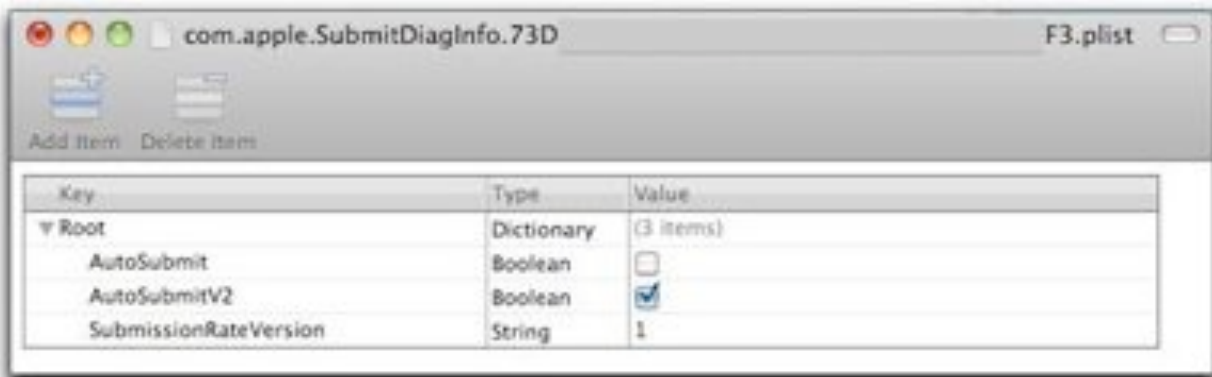 com.apple.SubmitDiagInfo.73D F3.plist
Add Item Delete Item
Key Type Value
Root Dictionary (3 items)
AutoSubmit Boolean
AutoSubmitV2 Boolean
SubmissionRateVersion String 1